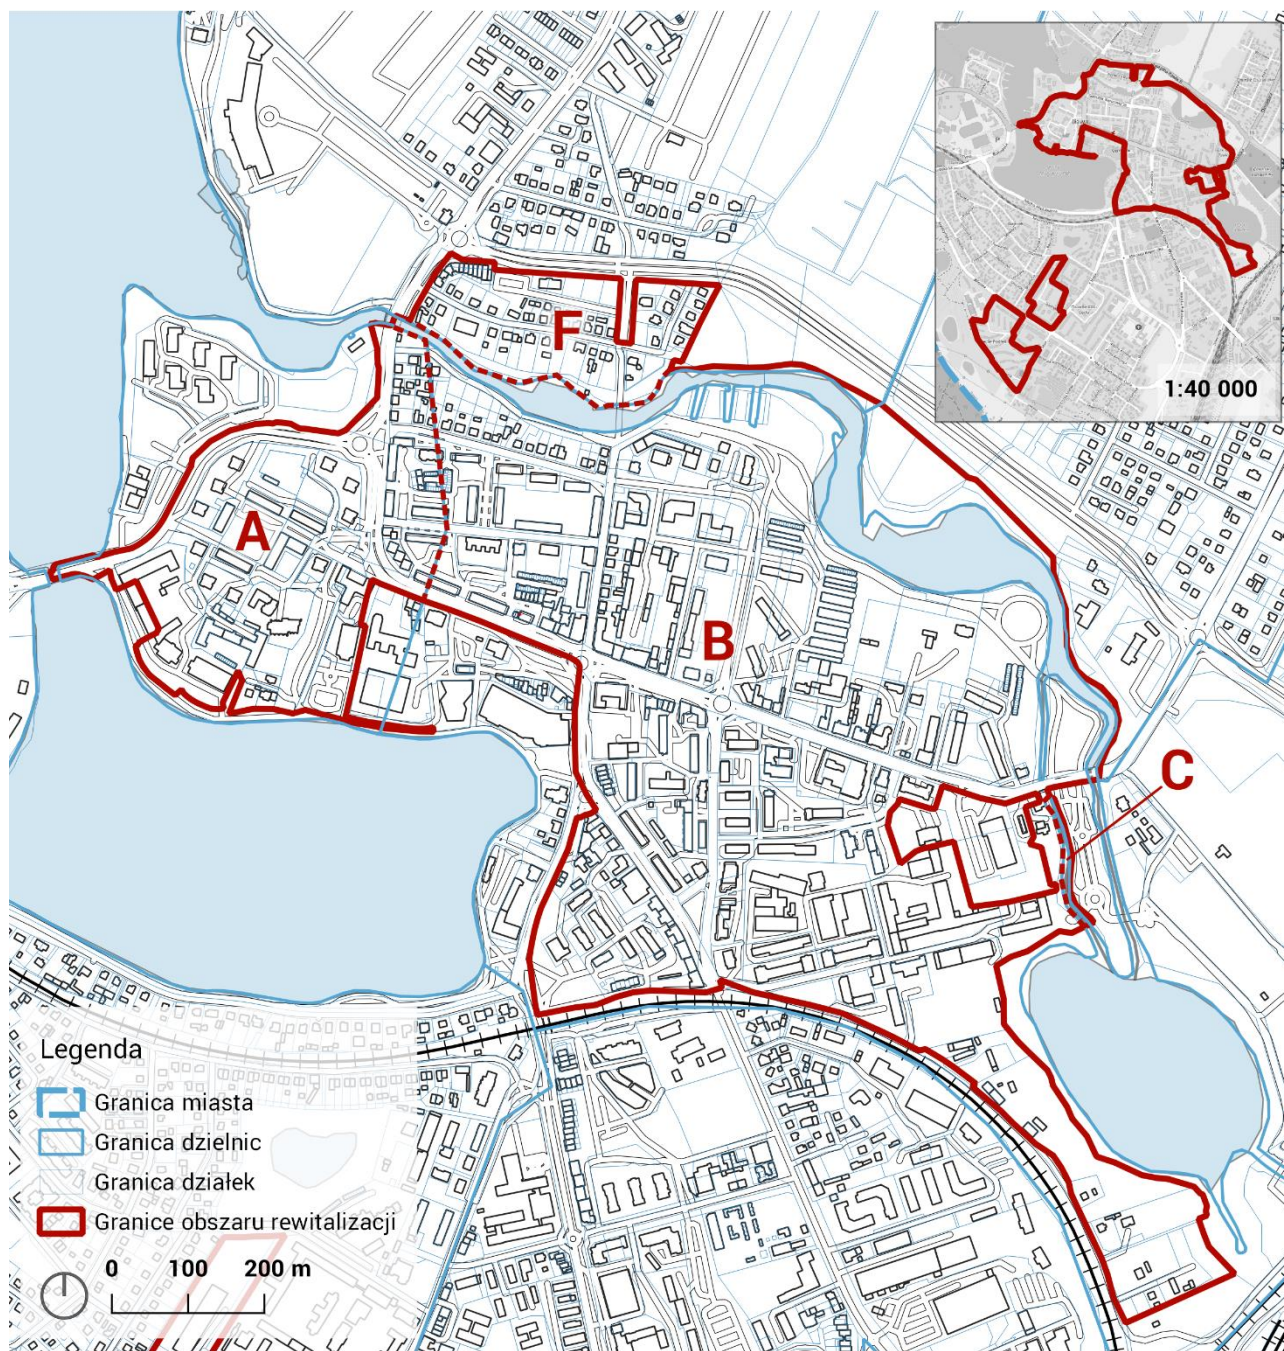 1:40 000
F
A
B
C
Legenda
Granica miasta
Granica dzielnic
Granica działek
Granice obszaru rewitalizacji
0 100 200 m